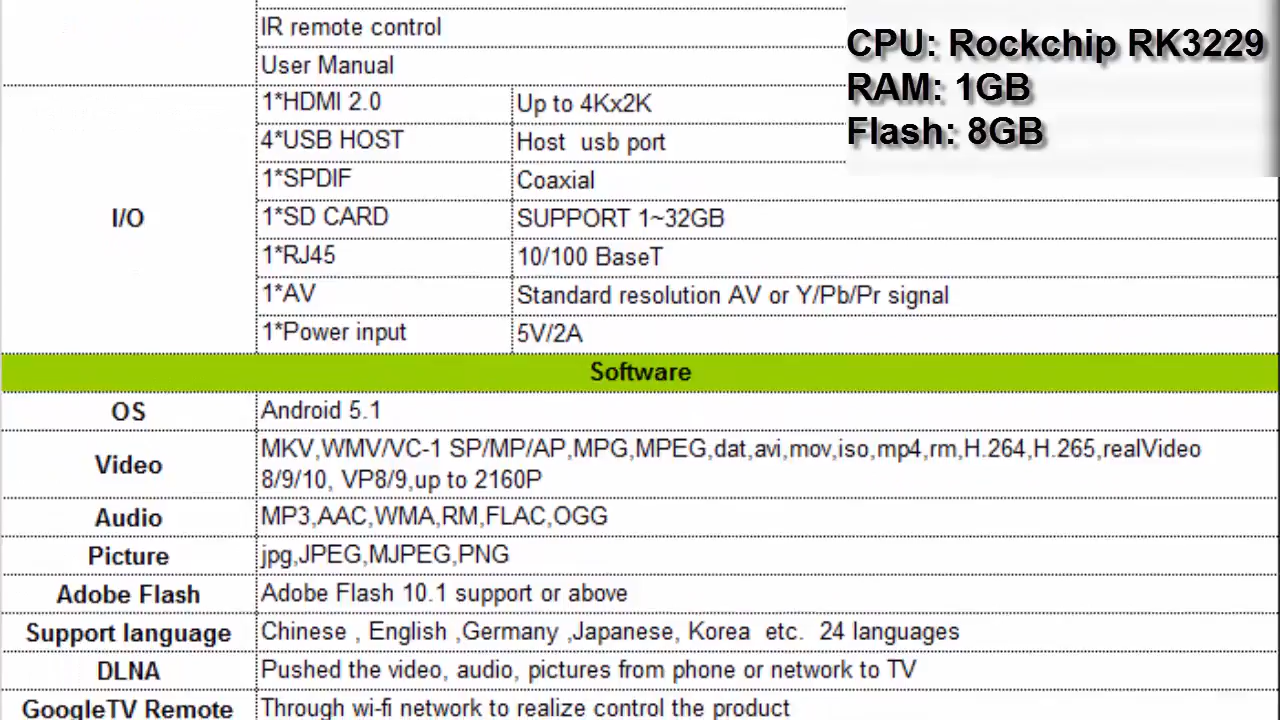 IR remote control
User Manual
CPU: Rockchip RK3229
RAM: 1GB
Flash: 8GB
I/O
1*HDMI 2.0 Up to 4Kx2K
4*USB HOST Host usb port
1*SPDIF Coaxial
1*SD CARD SUPPORT 1~32GB
1*RJ45 10/100 BaseT
1*AV Standard resolution AV or Y/Pb/Pr signal
1*Power input 5V/2A
Software
OS Android 5.1
Video MKV,WMV/VC-1 SP/MP/AP,MPG,MPEG,dat,avi,mov,iso,mp4,rm,H.264,H.265,realVideo
8/9/10, VP8/9,up to 2160P
Audio MP3,AAC,WMA,RM,FLAC,OGG
Picture jpg,JPEG,MJPEG,PNG
Adobe Flash Adobe Flash 10.1 support or above
Support language Chinese , English ,Germany ,Japanese, Korea etc. 24 languages
DLNA Pushed the video, audio, pictures from phone or network to TV
GoogleTV Remote Through wi-fi network to realize control the product